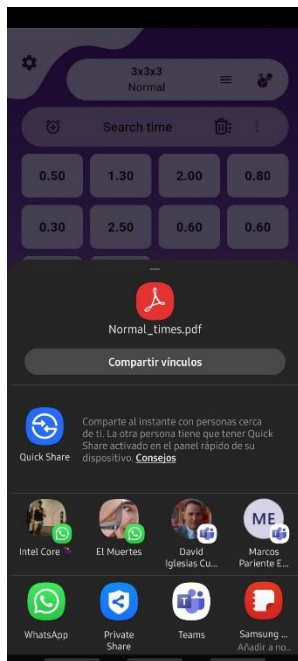 3x3x3
Normal
Search time
0.50 1.30 2.00 0.80
0.30 2.50 0.60 0.60
Normal_times.pdf
Compartir vínculos
Comparte al instante con personas cerca
de ti. La otra persona tiene que tener Quick
Share activado en el panel rápido de su
dispositivo. Consejos
Quick Share
ME
Intel Core
El Muertes
David
Iglesias Cu...
Marcos
Pariente E...
WhatsApp
Private
Share
Teams
Samsung ...
Añadir a no..